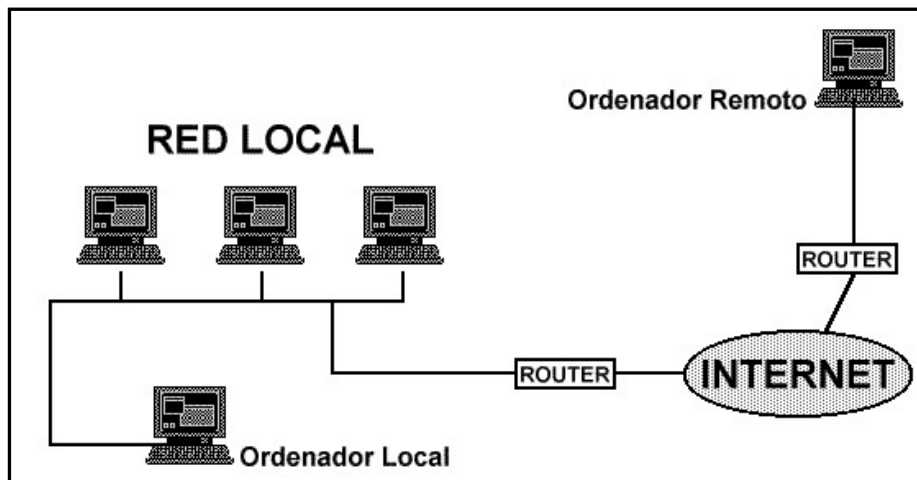 Ordenador Remoto
RED LOCAL
ROUTER
ROUTER
INTERNET
Ordenador Local